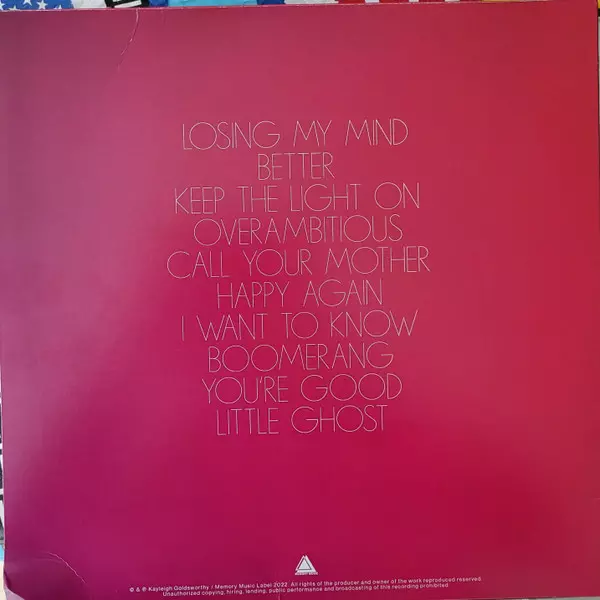 LOSING MY MIND
BETTER
KEEP THE LIGHT ON
OVERAMBITIOUS
CALL YOUR MOTHER
HAPPY AGAIN
I WANT TO KNOW
BOOMERANG
YOU'RE GOOD
LITTLE GHOST
© & ℗ Kayleigh Goldsworthy / Memory Music Label 2022. All rights of the producer and owner of the work reproduced reserved.
Unauthorized copying, hiring, lending, public performance and broadcasting of this recording prohibited.